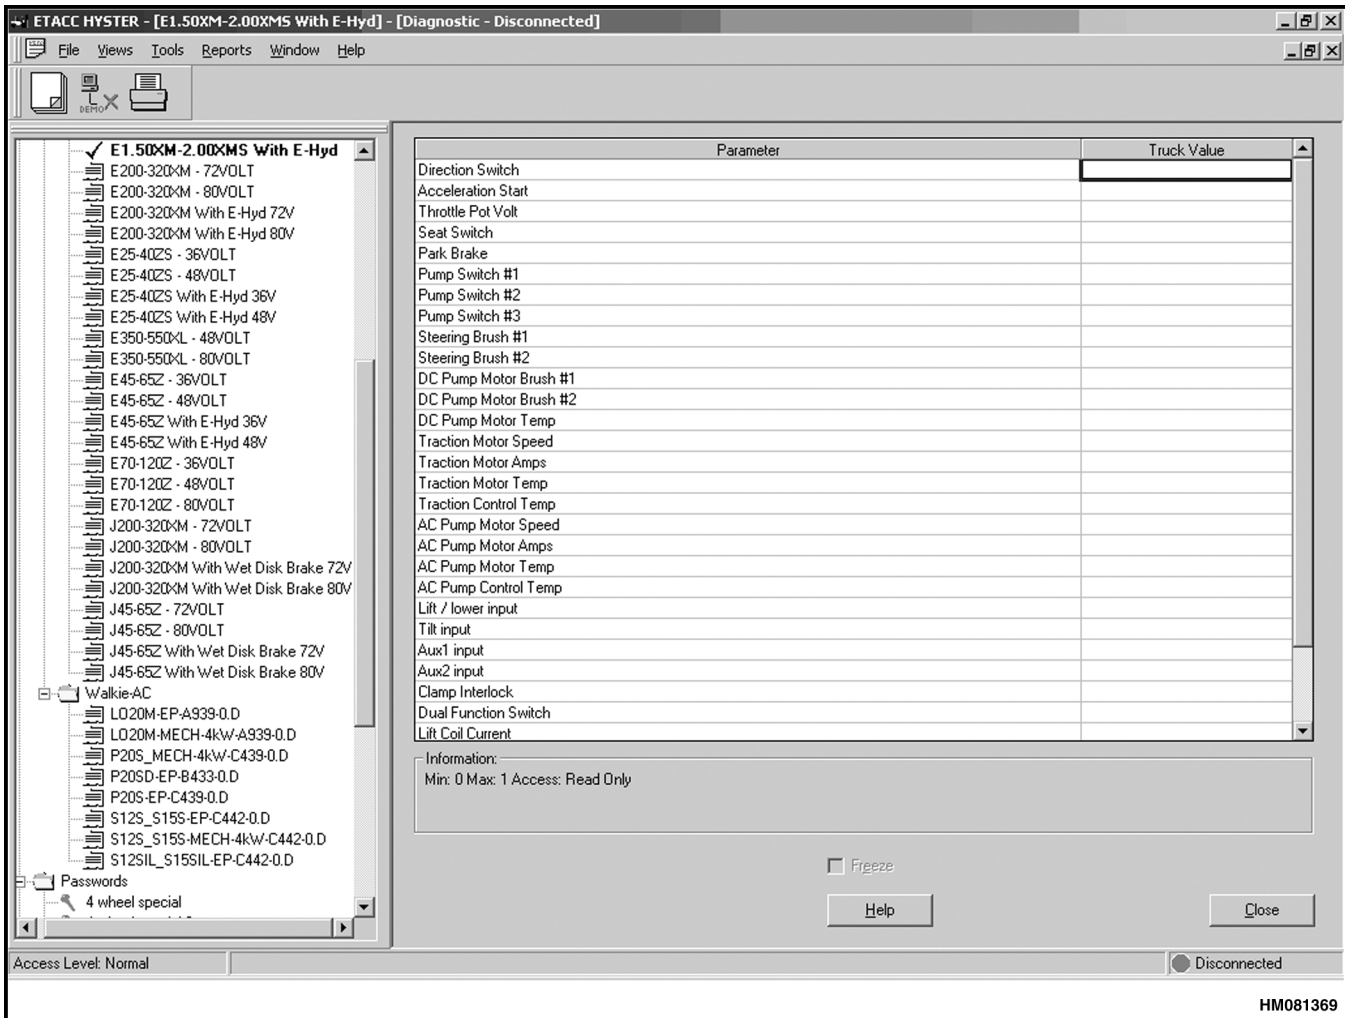 ETACC HYSTER - [E1.50XM-2.00XMS With E-Hyd] - [Diagnostic - Disconnected]
File Views Tools Reports Window Help
DEMO
E1.50XM-2.00XMS With E-Hyd
E200-320XM - 72VOLT
E200-320XM - 80VOLT
E200-320XM With E-Hyd 72V
E200-320XM With E-Hyd 80V
E25-40ZS - 36VOLT
E25-40ZS - 48VOLT
E25-40ZS With E-Hyd 36V
E25-40ZS With E-Hyd 48V
E350-550XL - 48VOLT
E350-550XL - 80VOLT
E45-65Z - 36VOLT
E45-65Z - 48VOLT
E45-65Z With E-Hyd 36V
E45-65Z With E-Hyd 48V
E70-120Z - 36VOLT
E70-120Z - 48VOLT
E70-120Z - 80VOLT
J200-320XM - 72VOLT
J200-320XM - 80VOLT
J200-320XM With Wet Disk Brake 72V
J200-320XM With Wet Disk Brake 80V
J45-65Z - 72VOLT
J45-65Z - 80VOLT
J45-65Z With Wet Disk Brake 72V
J45-65Z With Wet Disk Brake 80V
Walkie-AC
LO20M-EP-A939-0.D
LO20M-MECH-4kW-A939-0.D
P20S_MECH-4kW-C439-0.D
P20SD-EP-B433-0.D
P20S-EP-C439-0.D
S12S_S15S-EP-C442-0.D
S12S_S15S-MECH-4kW-C442-0.D
S12SIL_S15SIL-EP-C442-0.D
Passwords
4 wheel special
Parameter Truck Value
Direction Switch
Acceleration Start
Throttle Pot Volt
Seat Switch
Park Brake
Pump Switch #1
Pump Switch #2
Pump Switch #3
Steering Brush #1
Steering Brush #2
DC Pump Motor Brush #1
DC Pump Motor Brush #2
DC Pump Motor Temp
Traction Motor Speed
Traction Motor Amps
Traction Motor Temp
Traction Control Temp
AC Pump Motor Speed
AC Pump Motor Amps
AC Pump Motor Temp
AC Pump Control Temp
Lift / lower input
Tilt input
Aux1 input
Aux2 input
Clamp Interlock
Dual Function Switch
Lift Coil Current
Information:
Min: 0 Max: 1 Access: Read Only
Freeze
Help Close
Access Level: Normal Disconnected
HM081369